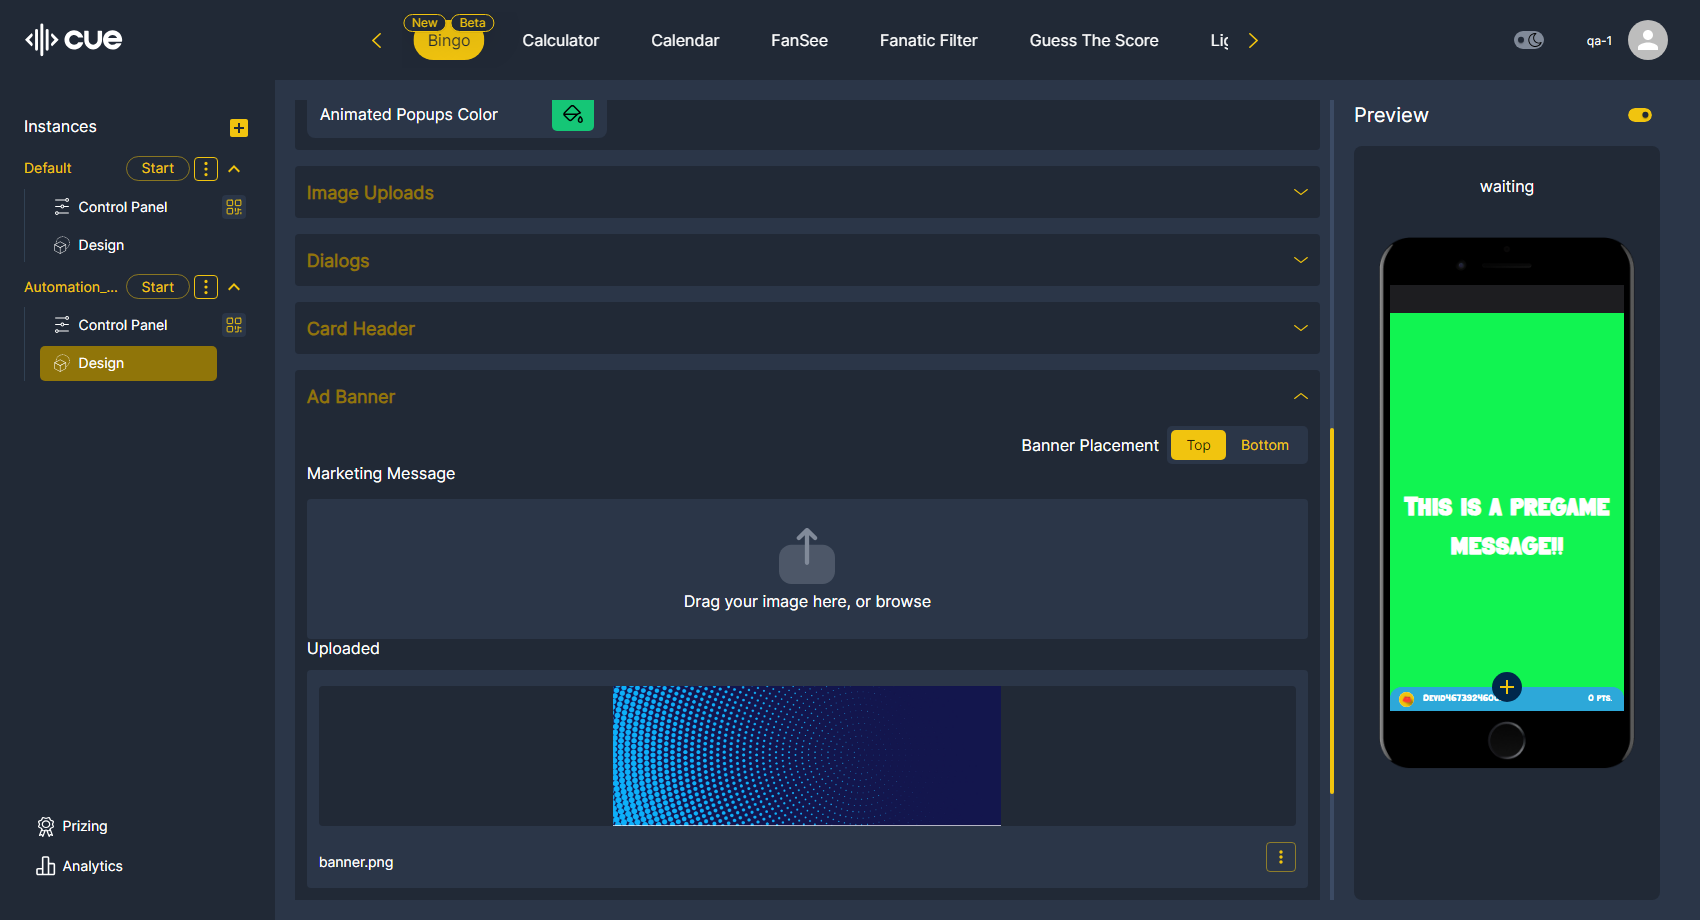 cue
New
Beta
Bingo
Calculator
Calendar
FanSee
Fanatic Filter
Guess The Score
qa-1
Instances
Default
Start
Control Panel
Design
Automation_...
Start
Control Panel
Design
Prizing
Analytics
Animated Popups Color
Image Uploads
Dialogs
Card Header
Ad Banner
Banner Placement
Top
Bottom
Marketing Message
Drag your image here, or browse
Uploaded
banner.png
Preview
waiting
This is a pregame
message!!
0 pts.